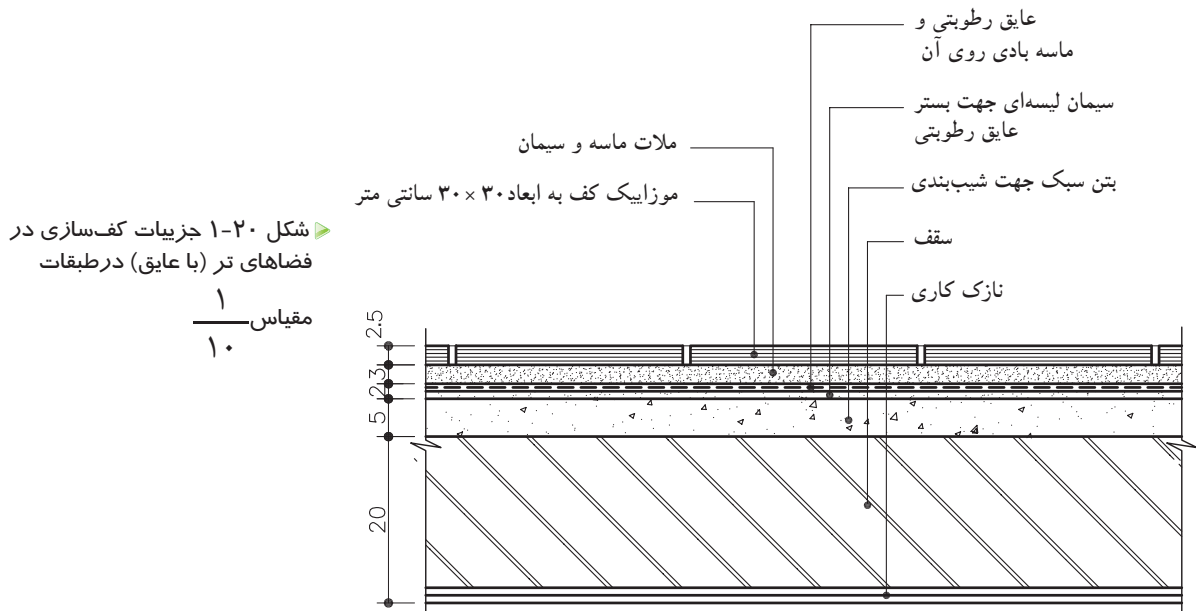 عایق رطوبتی و
ماسه بادی روی آن
سیمان لیسه‌ای جهت بستر
عایق رطوبتی
بتن سبک جهت شیب‌بندی
سقف
نازک کاری
ملات ماسه و سیمان
موزاییک کف به ابعاد ۳۰×۳۰ سانتی متر
شکل ۲۰-۱ جزییات کف‌سازی در
فضاهای تر (با عایق) درطبقات
مقیاس ۱
۱۰
2.5
3
2
5
20